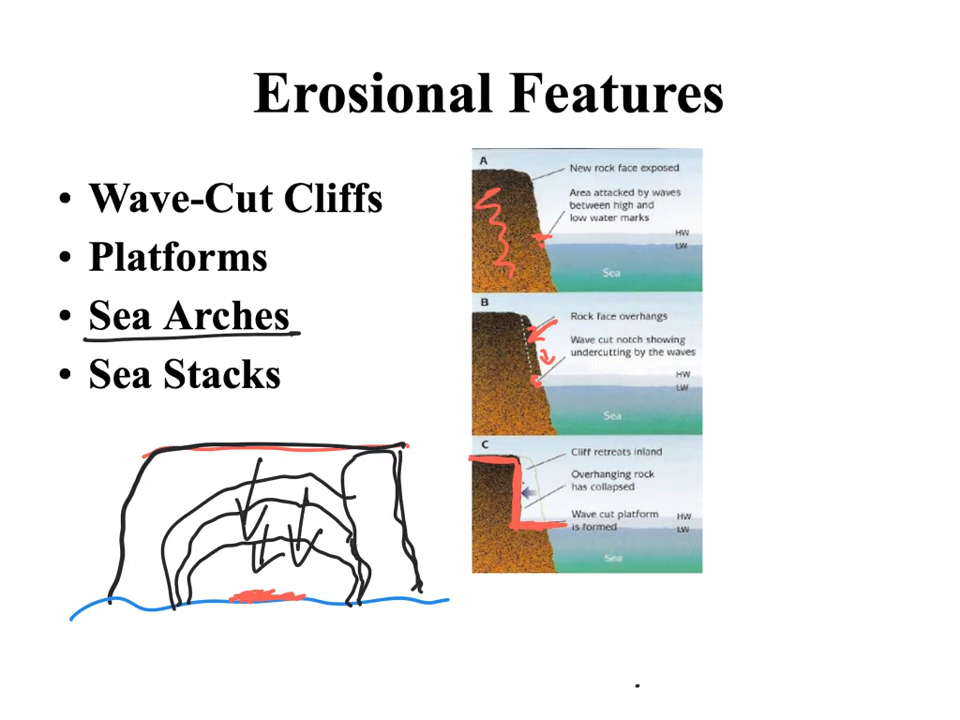 Erosional Features
• Wave-Cut Cliffs
• Platforms
• Sea Arches
• Sea Stacks
A
New rock face exposed
Area attacked by waves
between high and
low water marks
HW
LW
Sea
B
Rock face overhangs
Wave cut notch showing
undercutting by the waves
HW
LW
Sea
C
Cliff retreats inland
Overhanging rock
has collapsed
Wave cut platform
is formed
HW
LW
Sea